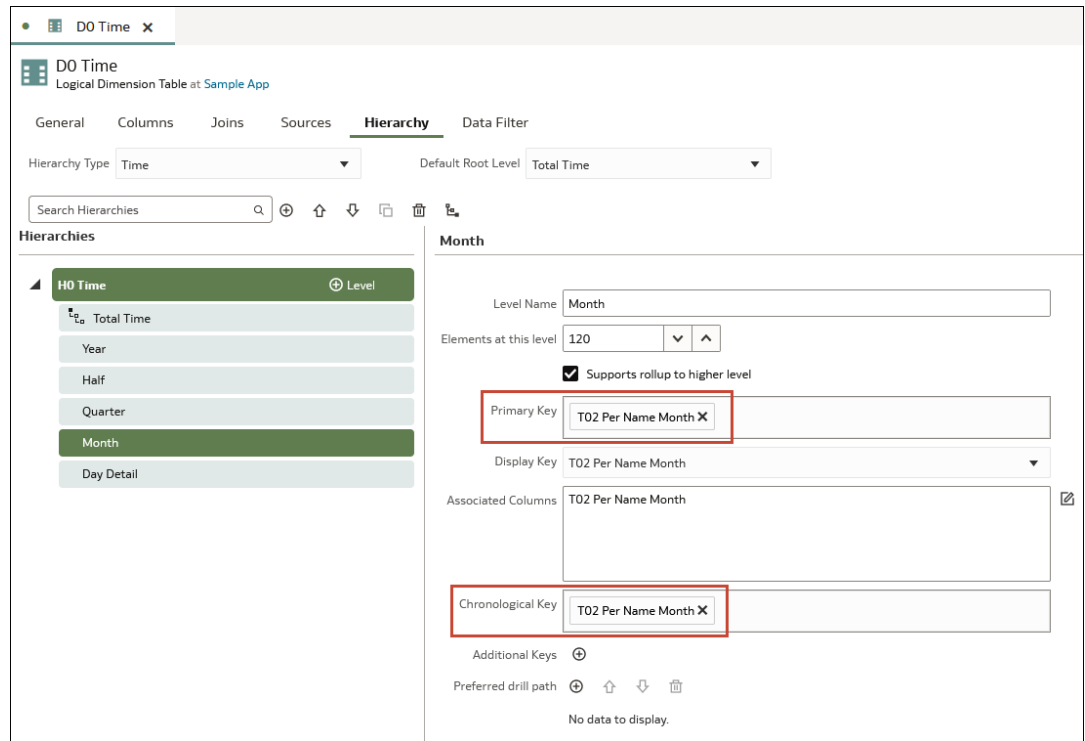 D0 Time
D0 Time
Logical Dimension Table at Sample App
General Columns Joins Sources Hierarchy Data Filter
Hierarchy Type Time Default Root Level Total Time
Search Hierarchies
Hierarchies
Month
H0 Time Level
Total Time
Year
Half
Quarter
Month
Day Detail
Level Name Month
Elements at this level 120
Supports rollup to higher level
Primary Key T02 Per Name Month
Display Key T02 Per Name Month
Associated Columns T02 Per Name Month
Chronological Key T02 Per Name Month
Additional Keys
Preferred drill path
No data to display.